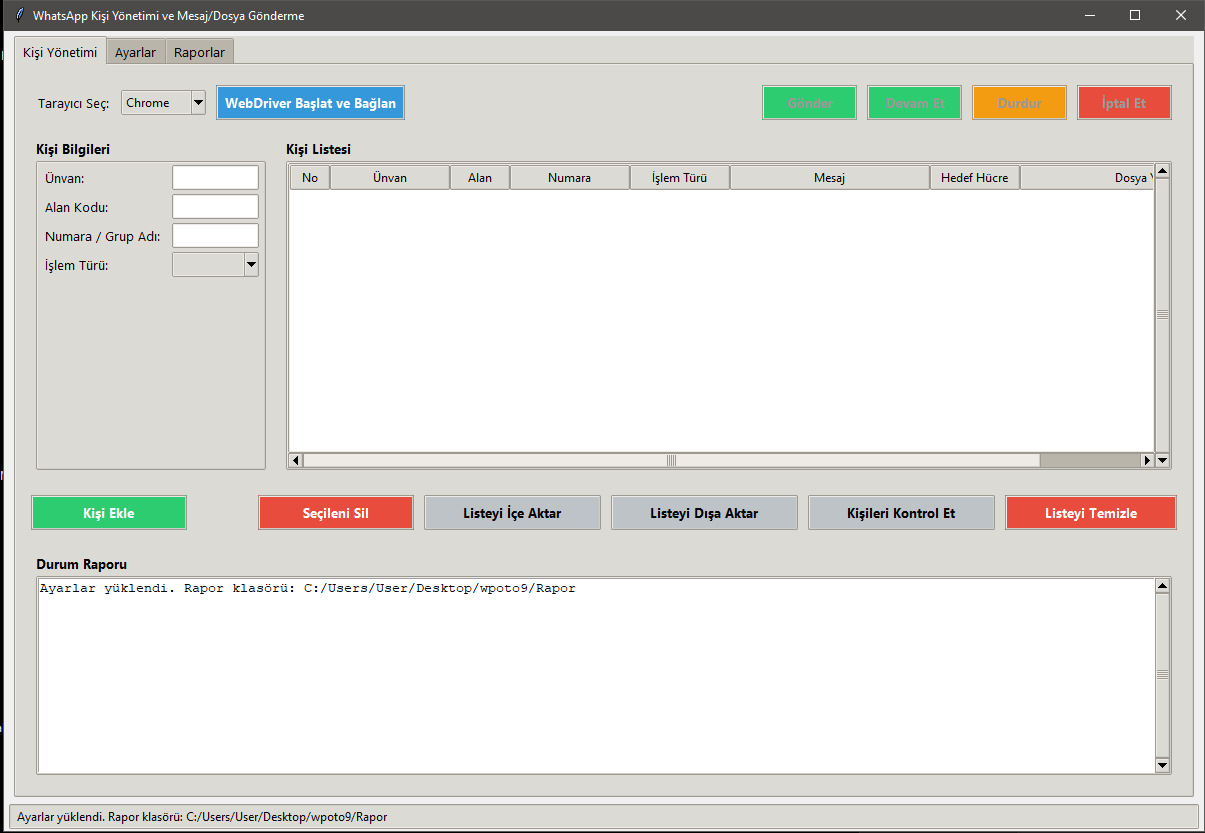 WhatsApp Kişi Yönetimi ve Mesaj/Dosya Gönderme
Kişi Yönetimi Ayarlar Raporlar
Tarayıcı Seç: Chrome WebDriver Başlat ve Bağlan Gönder Devam Et Durdur İptal Et
Kişi Bilgileri
Ünvan:
Alan Kodu:
Numara / Grup Adı:
İşlem Türü:
Kişi Listesi
No Ünvan Alan Numara İşlem Türü Mesaj Hedef Hücre Dosya
Kişi Ekle Seçileni Sil Listeyi İçe Aktar Listeyi Dışa Aktar Kişileri Kontrol Et Listeyi Temizle
Durum Raporu
Ayarlar yüklendi. Rapor klasörü: C:/Users/User/Desktop/wpoto9/Rapor
Ayarlar yüklendi. Rapor klasörü: C:/Users/User/Desktop/wpoto9/Rapor